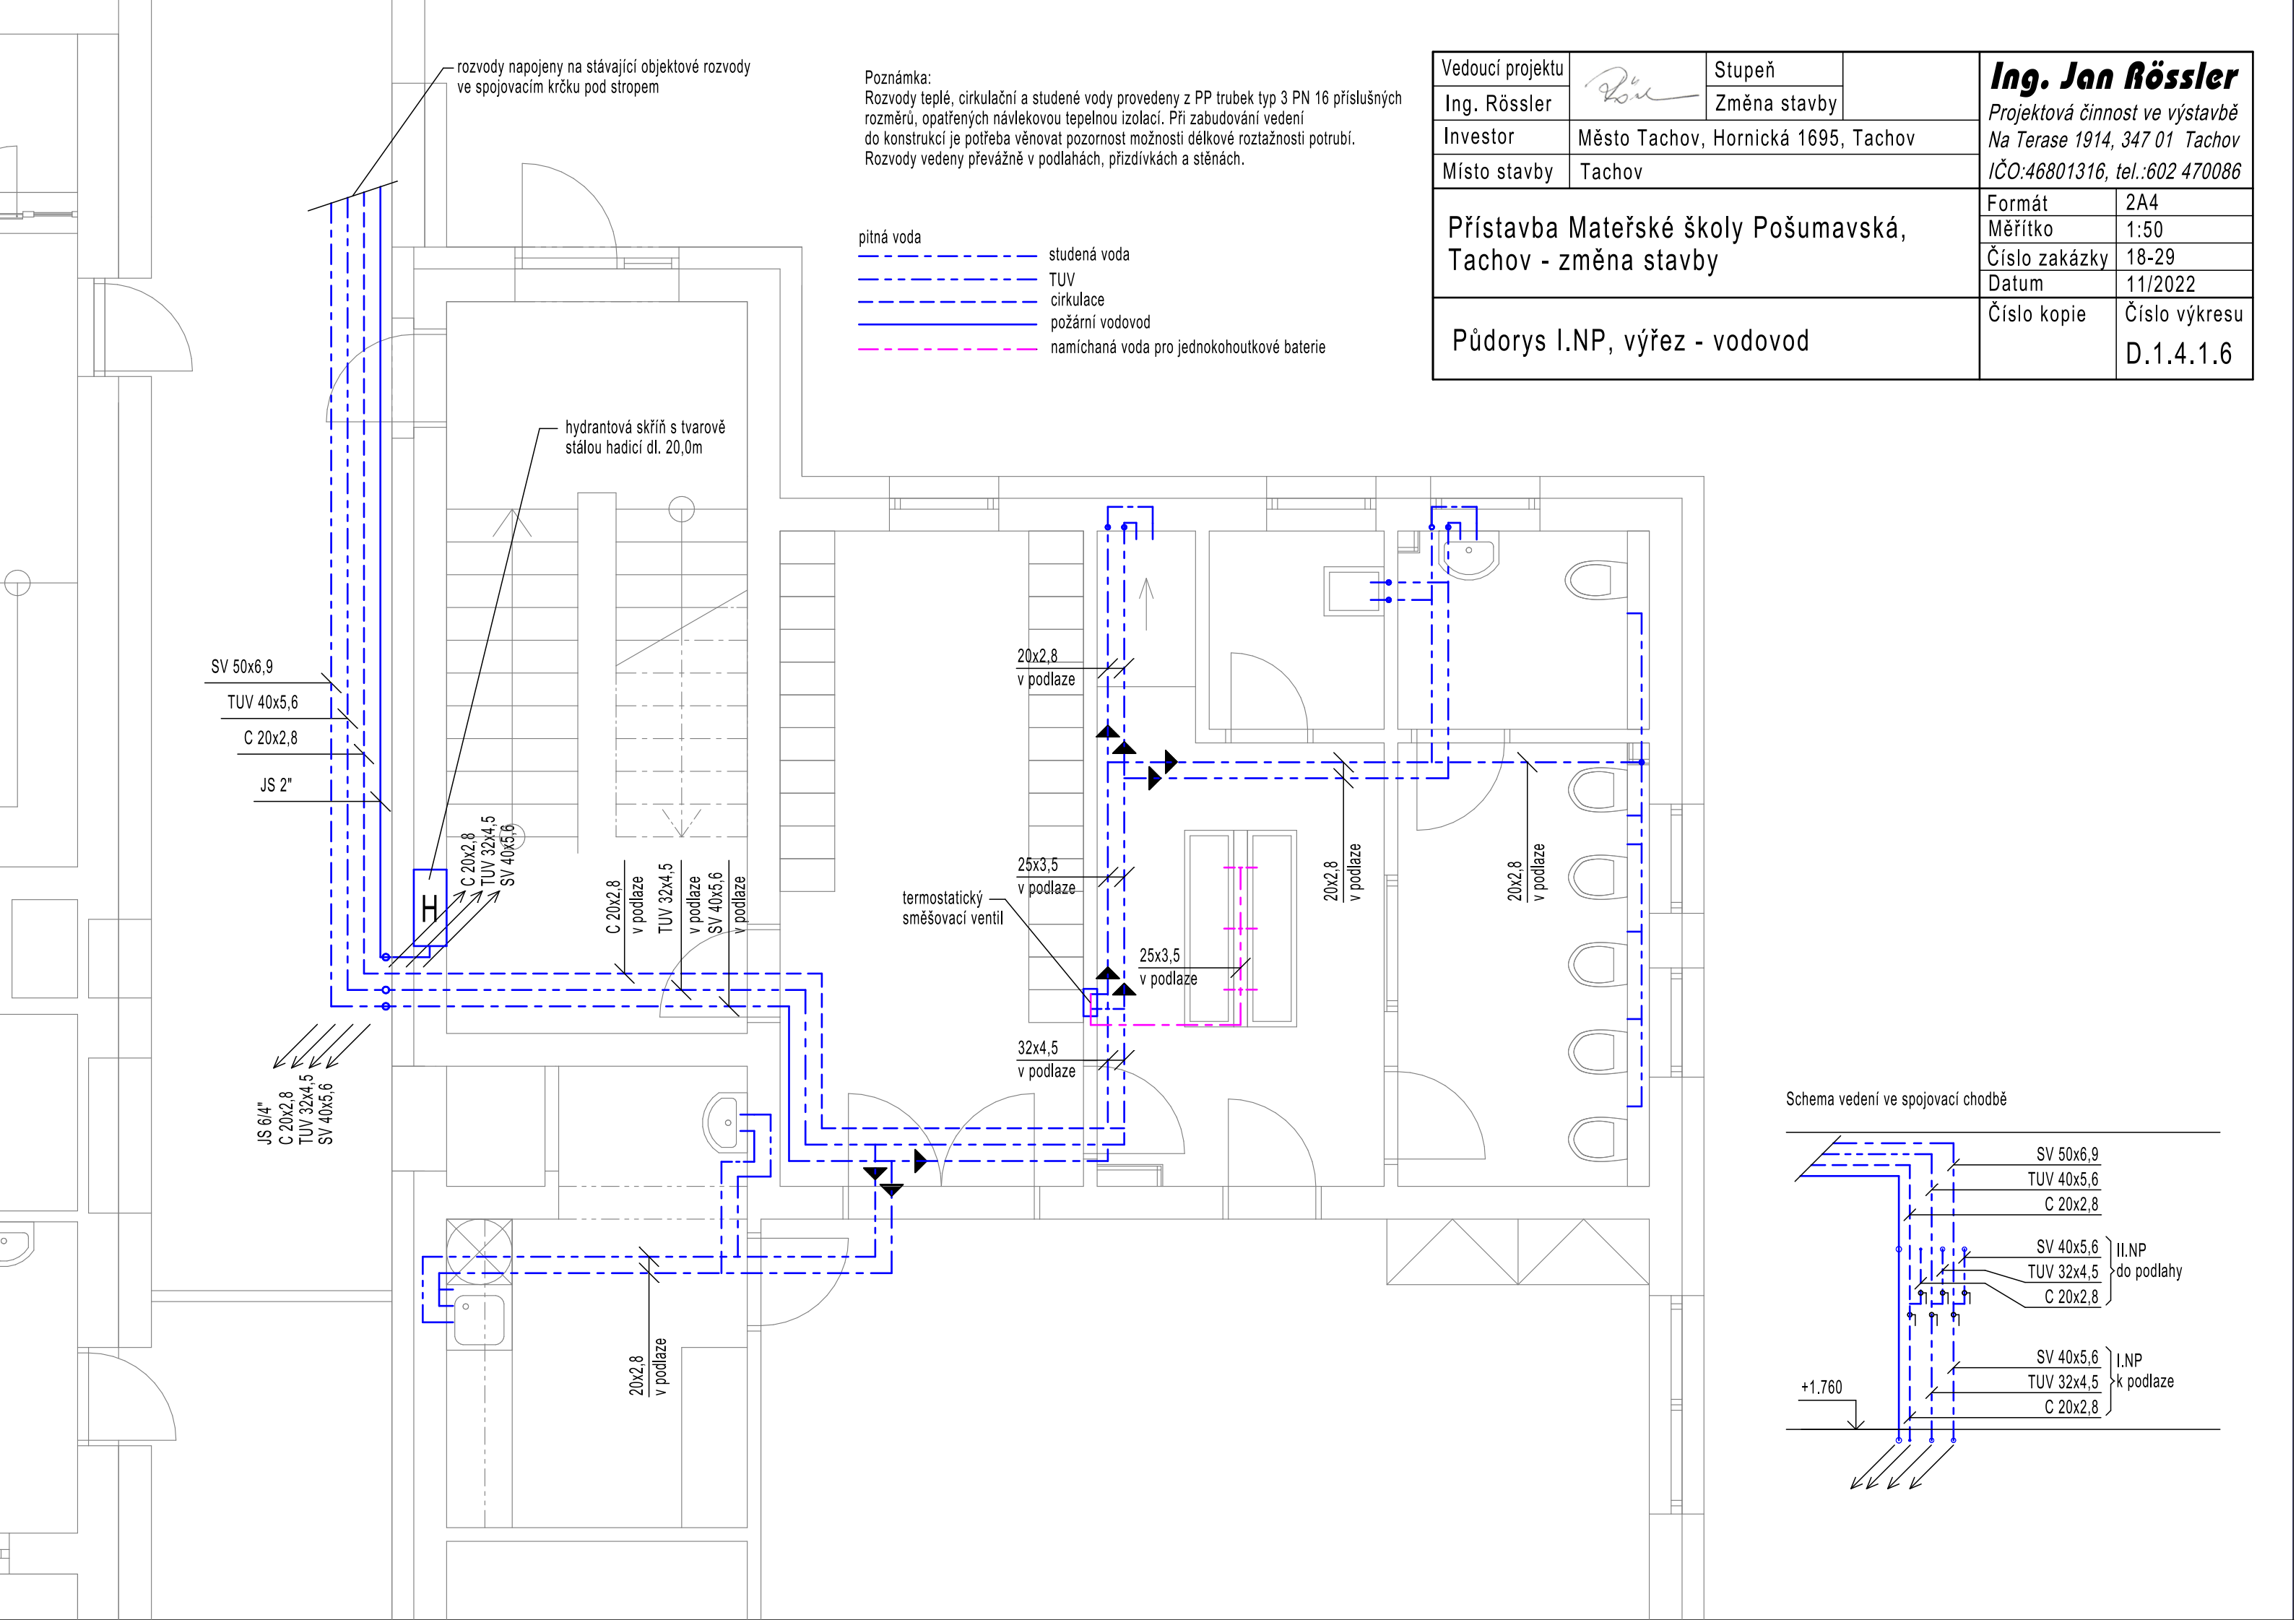 rozvody napojeny na stávající objektové rozvody
ve spojovacím krčku pod stropem
Poznámka:
Rozvody teplé, cirkulační a studené vody provedeny z PP trubek typ 3 PN 16 příslušných
rozměrů, opatřených návlekovou tepelnou izolací. Při zabudování vedení
do konstrukcí je potřeba věnovat pozornost možnosti délkové roztažnosti potrubí.
Rozvody vedeny převážně v podlahách, přizdívkách a stěnách.
pitná voda
studená voda
TUV
cirkulace
požární vodovod
namíchaná voda pro jednokohoutkové baterie
Vedoucí projektu
Ing. Rössler
Stupeň
Změna stavby
Investor
Město Tachov, Hornická 1695, Tachov
Místo stavby
Tachov
Ing. Jan Rössler
Projektová činnost ve výstavbě
Na Terase 1914, 347 01 Tachov
IČO:46801316, tel.:602 470086
Přístavba Mateřské školy Pošumavská,
Tachov - změna stavby
Formát
2A4
Měřítko
1:50
Číslo zakázky
18-29
Datum
11/2022
Půdorys I.NP, výřez - vodovod
Číslo kopie
Číslo výkresu
D.1.4.1.6
hydrantová skříň s tvarově
stálou hadicí dl. 20,0m
SV 50x6,9
TUV 40x5,6
C 20x2,8
JS 2"
H
C 20x2,8
TUV 32x4,5
SV 40x5,6
JS 6/4"
C 20x2,8
TUV 32x4,5
SV 40x5,6
C 20x2,8
v podlaze
TUV 32x4,5
v podlaze
SV 40x5,6
v podlaze
20x2,8
v podlaze
25x3,5
v podlaze
termostatický
směšovací ventil
25x3,5
v podlaze
32x4,5
v podlaze
20x2,8
v podlaze
20x2,8
v podlaze
20x2,8
v podlaze
Schema vedení ve spojovací chodbě
SV 50x6,9
TUV 40x5,6
C 20x2,8
SV 40x5,6
TUV 32x4,5
C 20x2,8
II.NP
do podlahy
SV 40x5,6
TUV 32x4,5
C 20x2,8
I.NP
k podlaze
+1.760